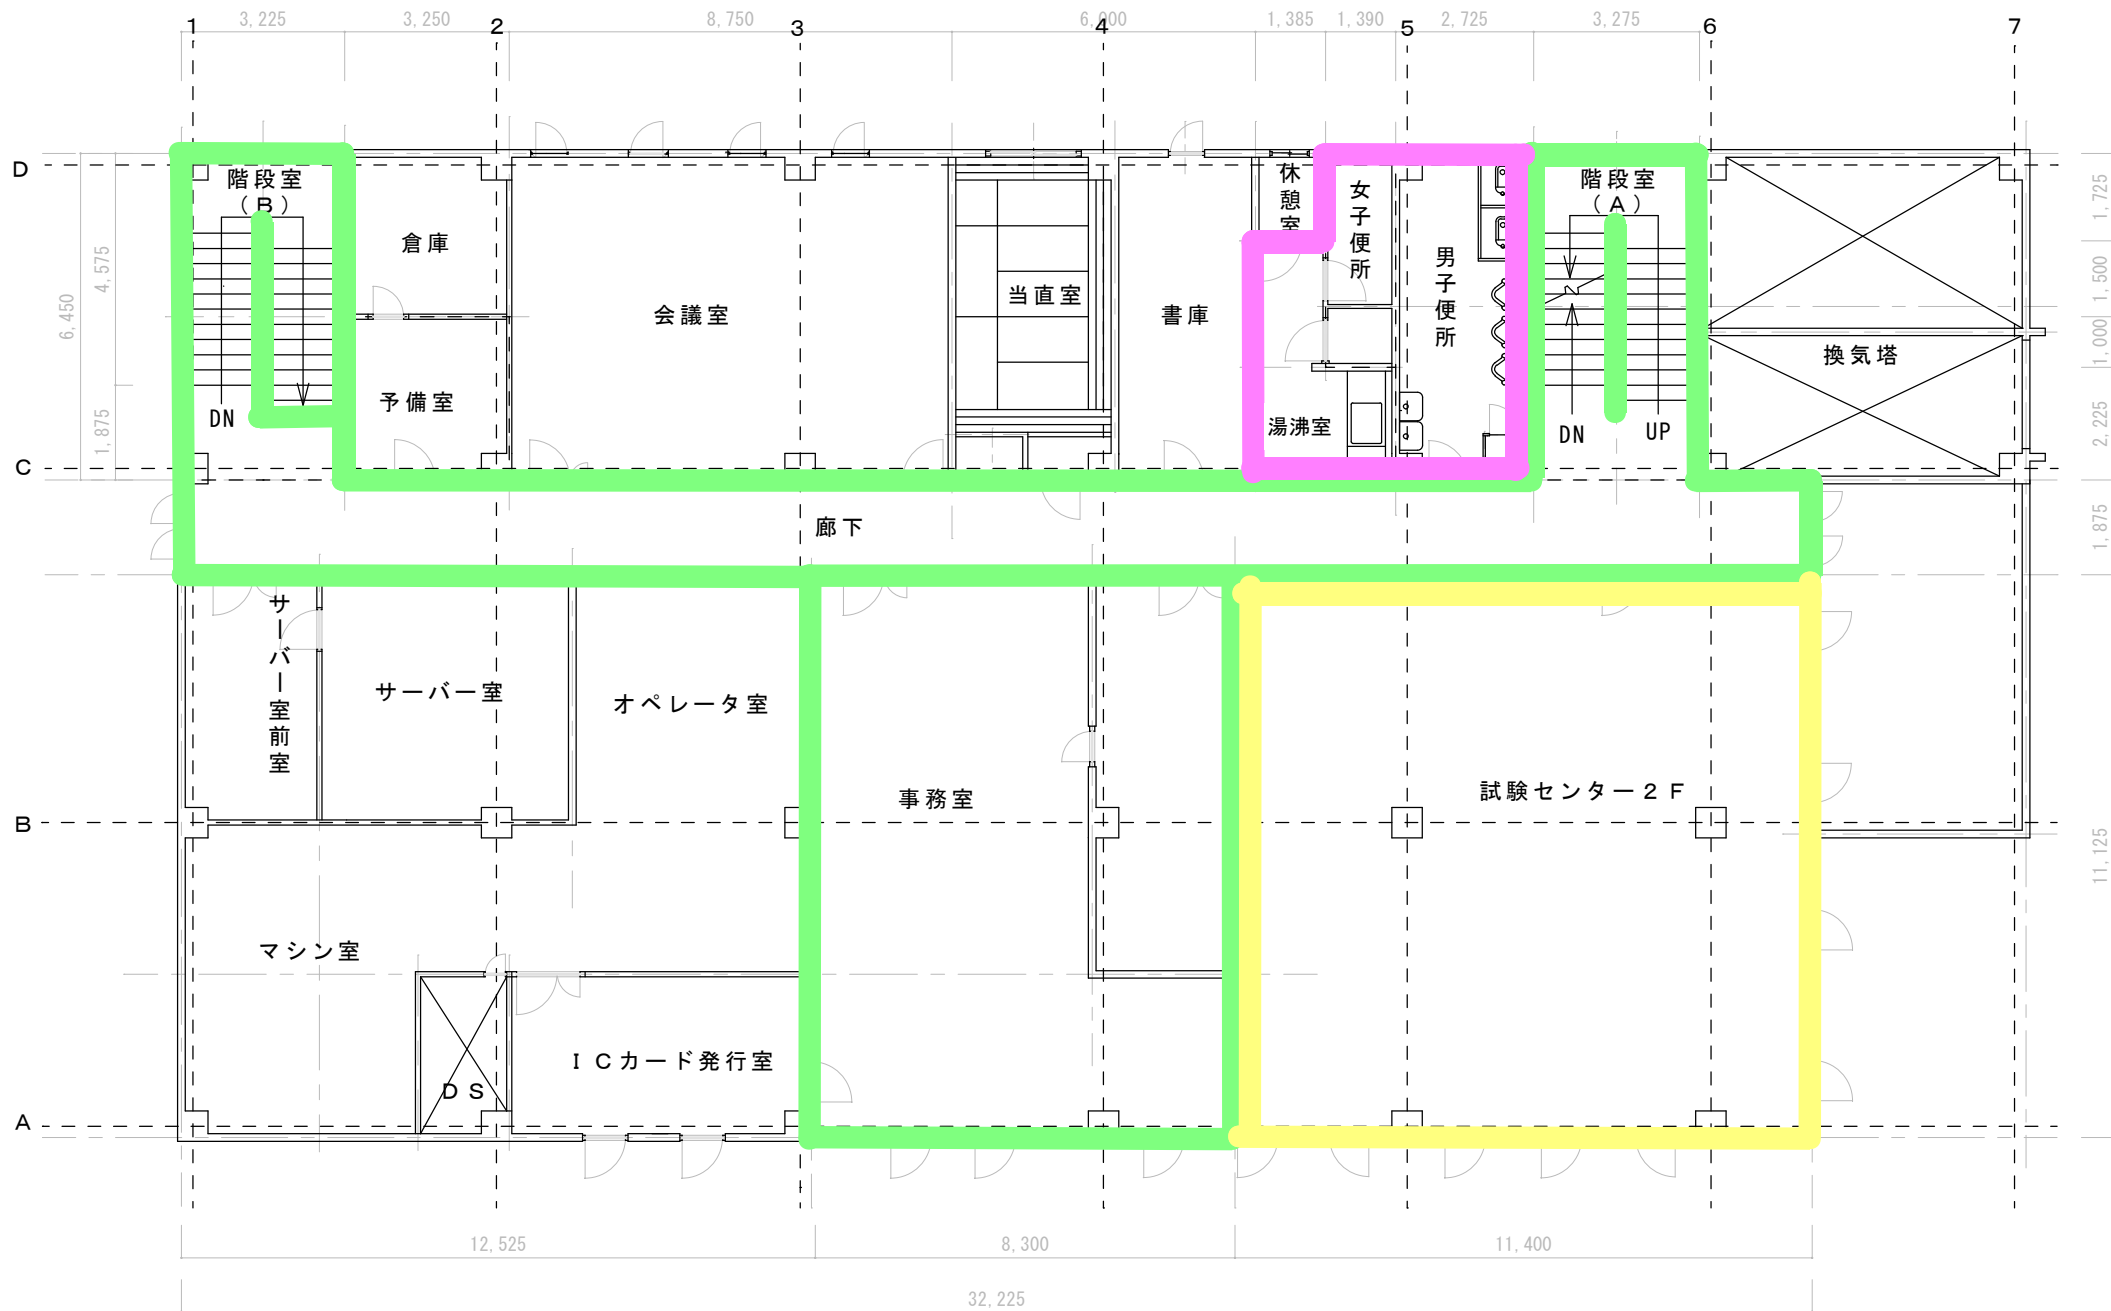 3,225
3,250
8,750
6,000
1,385
1,390
2,725
3,275
1
2
3
4
5
6
7
D
C
B
A
階段室
(B)
DN
倉庫
予備室
会議室
当直室
書庫
休憩室
女子便所
男子便所
湯沸室
階段室
(A)
DN
UP
換気塔
6,450
4,575
1,875
1,725
1,500
1,000
2,225
1,875
11,125
廊下
サーバー室前室
サーバー室
オペレータ室
事務室
試験センター2F
マシン室
DS
ICカード発行室
12,525
8,300
11,400
32,225